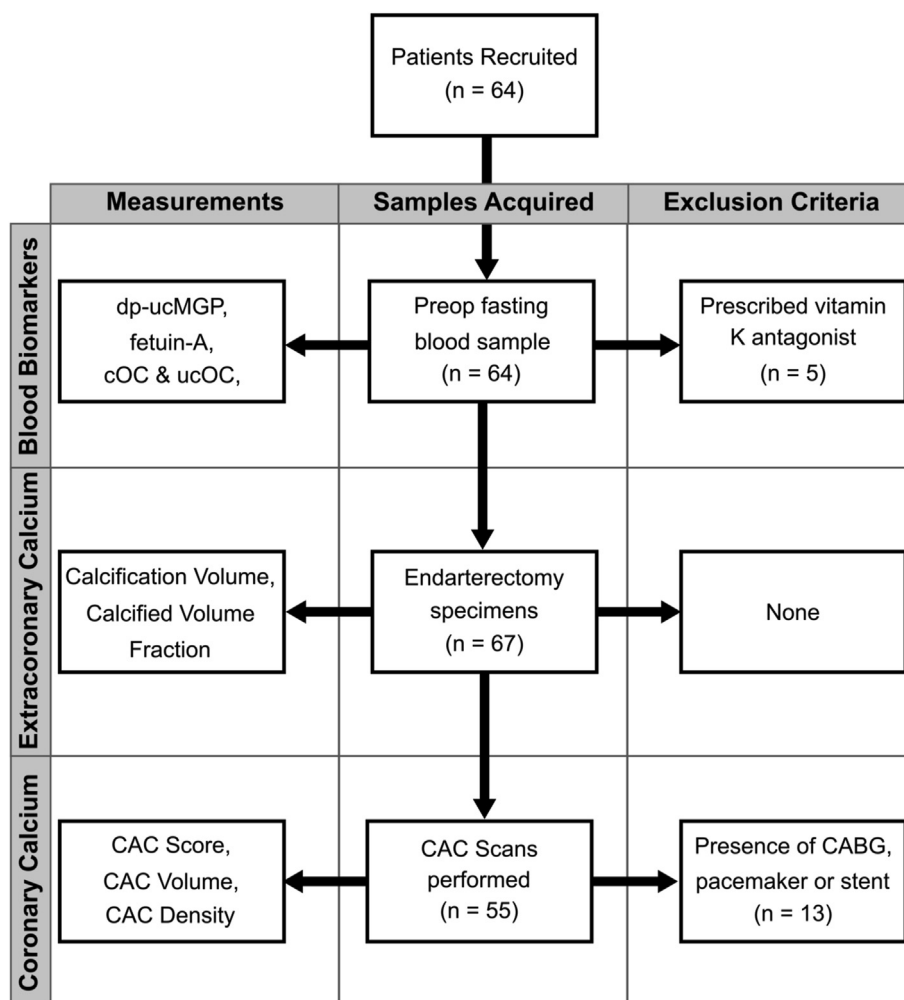 Patients Recruited
(n = 64)
Measurements
Samples Acquired
Exclusion Criteria
Blood Biomarkers
dp-ucMGP,
fetuin-A,
cOC & ucOC,
Preop fasting
blood sample
(n = 64)
Prescribed vitamin
K antagonist
(n = 5)
Extracoronary Calcium
Calcification Volume,
Calcified Volume
Fraction
Endarterectomy
specimens
(n = 67)
None
Coronary Calcium
CAC Score,
CAC Volume,
CAC Density
CAC Scans
performed
(n = 55)
Presence of CABG,
pacemaker or stent
(n = 13)